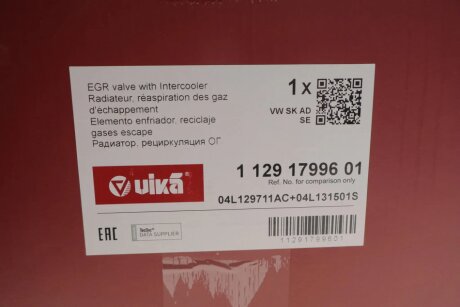 EGR valve with Intercooler
Radiateur, réaspiration des gaz
d'échappement
Elemento enfriador, reciclaje
gases escape
Радиатор, рециркуляция ОГ
1 x
VW SK AD
SE
vika
1 129 17996 01
Ref. No. for comparison only
04L129711AC+04L131501S
EAC
TecDoc
DATA SUPPLIER
11291799601